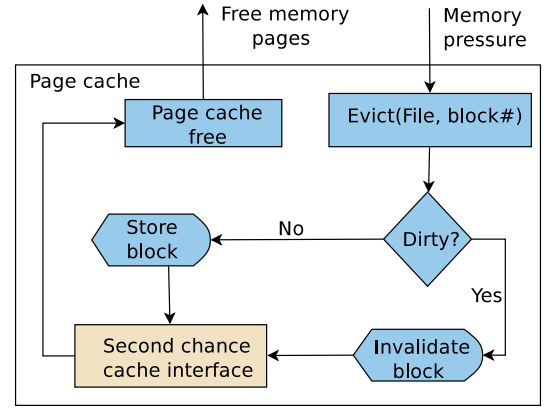 Free memory
pages
Memory
pressure
Page cache
Page cache
free
Evict(File, block#)
Store
block
No
Dirty?
Yes
Second chance
cache interface
Invalidate
block